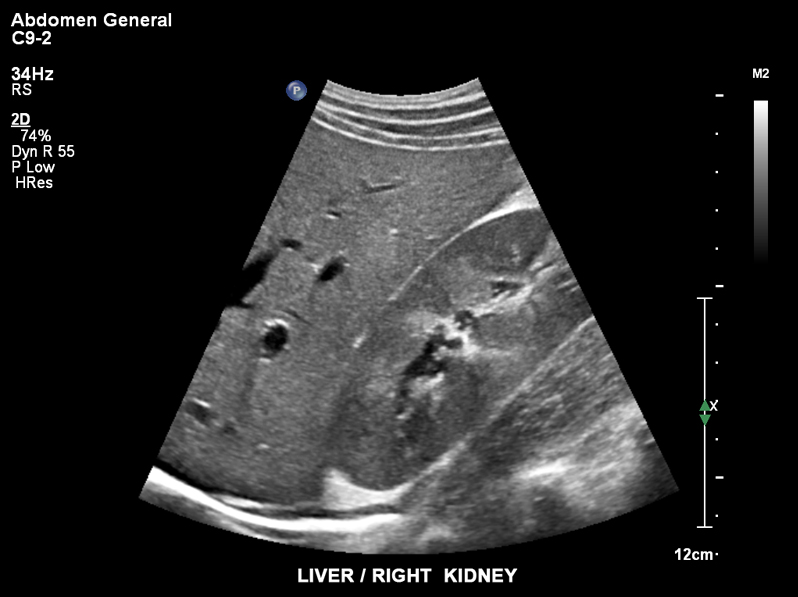 Abdomen General
C9-2
34Hz
RS
2D
74%
Dyn R 55
P Low
HRes
P
M2
X
12cm
LIVER / RIGHT KIDNEY